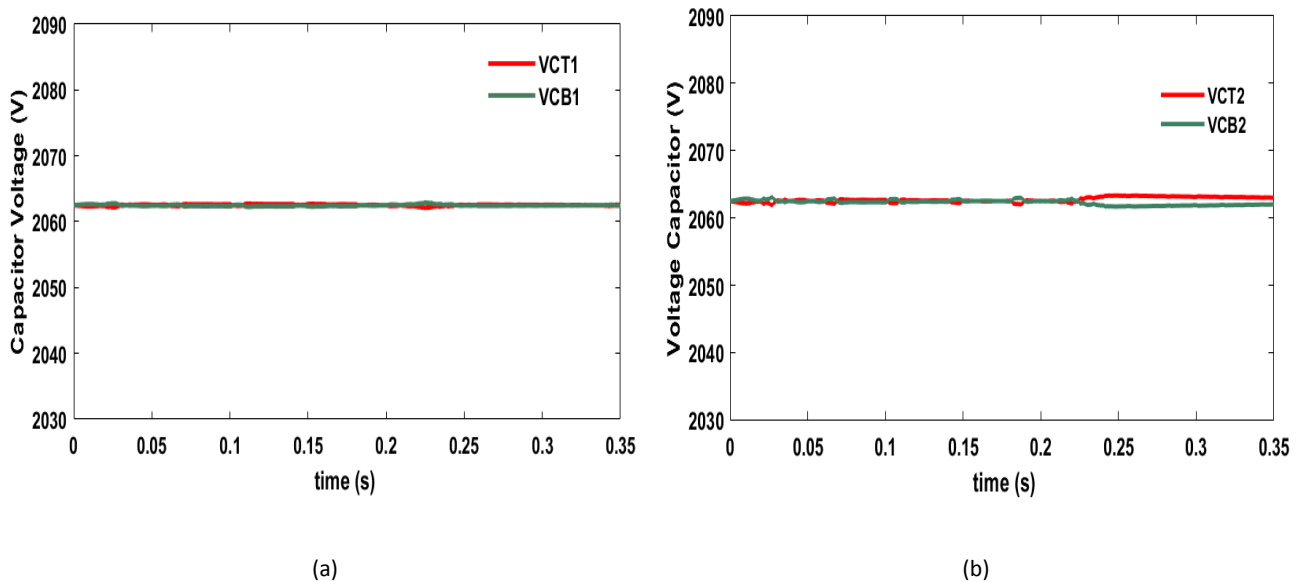 2090
2080
2070
2060
2050
2040
2030
Capacitor Voltage (V)
VCT1
VCB1
0 0.05 0.1 0.15 0.2 0.25 0.3 0.35
time (s)
(a)
2090
2080
2070
2060
2050
2040
2030
Voltage Capacitor (V)
VCT2
VCB2
0 0.05 0.1 0.15 0.2 0.25 0.3 0.35
time (s)
(b)